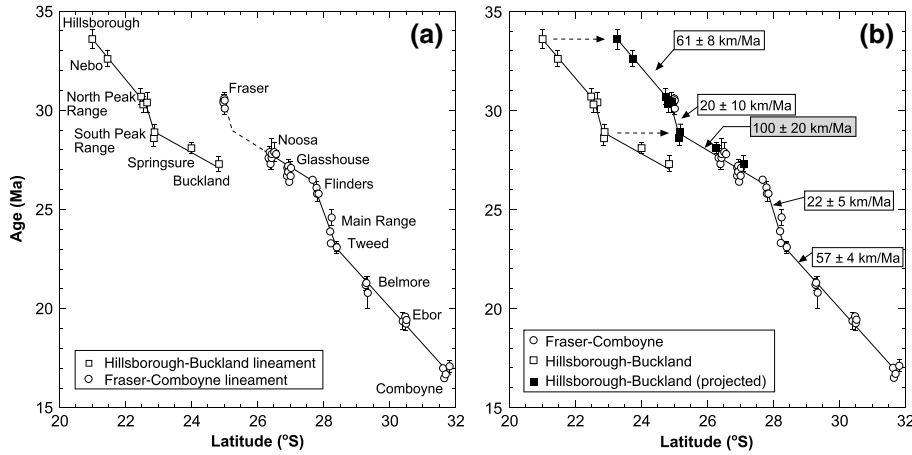 (a)
Hillsborough
Nebo
North Peak
Range
South Peak
Range
Springsure
Buckland
Fraser
Noosa
Glasshouse
Flinders
Main Range
Tweed
Belmore
Ebor
Comboyne
Hillsborough-Buckland lineament
Fraser-Comboyne lineament
Age (Ma)
35
30
25
20
15
20 22 24 26 28 30 32
Latitude (°S)
(b)
61 ± 8 km/Ma
20 ± 10 km/Ma
100 ± 20 km/Ma
22 ± 5 km/Ma
57 ± 4 km/Ma
Fraser-Comboyne
Hillsborough-Buckland
Hillsborough-Buckland (projected)
35
30
25
20
15
20 22 24 26 28 30 32
Latitude (°S)